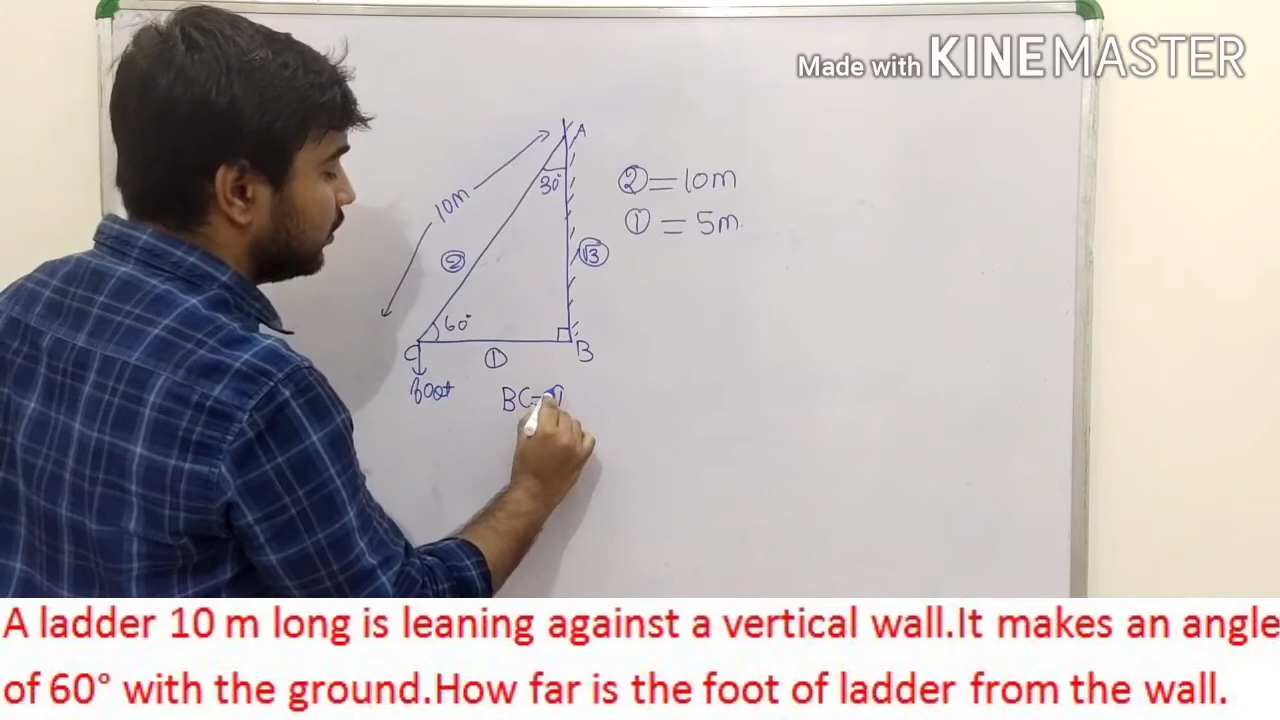 Made with KINEMASTER
A
10m
30°
② = 10m
① = 5m
②
√3
60°
C
B
①
Foot
BC=
A ladder 10 m long is leaning against a vertical wall.It makes an angle
of 60° with the ground.How far is the foot of ladder from the wall.